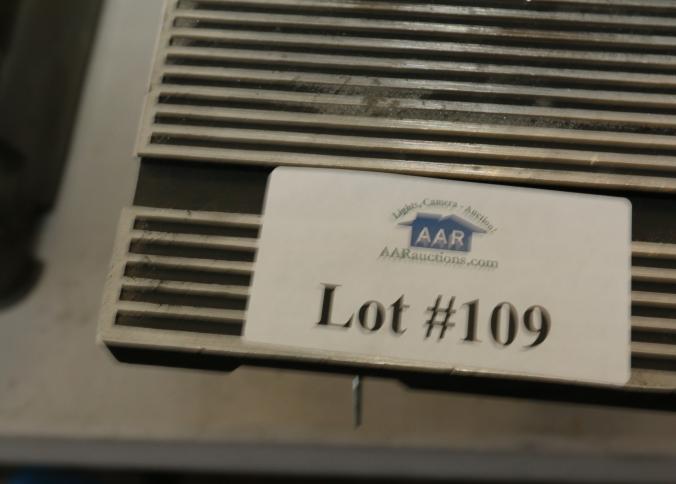 Lights, Camera - Auction!
AAR
AARauctions.com
Lot #109